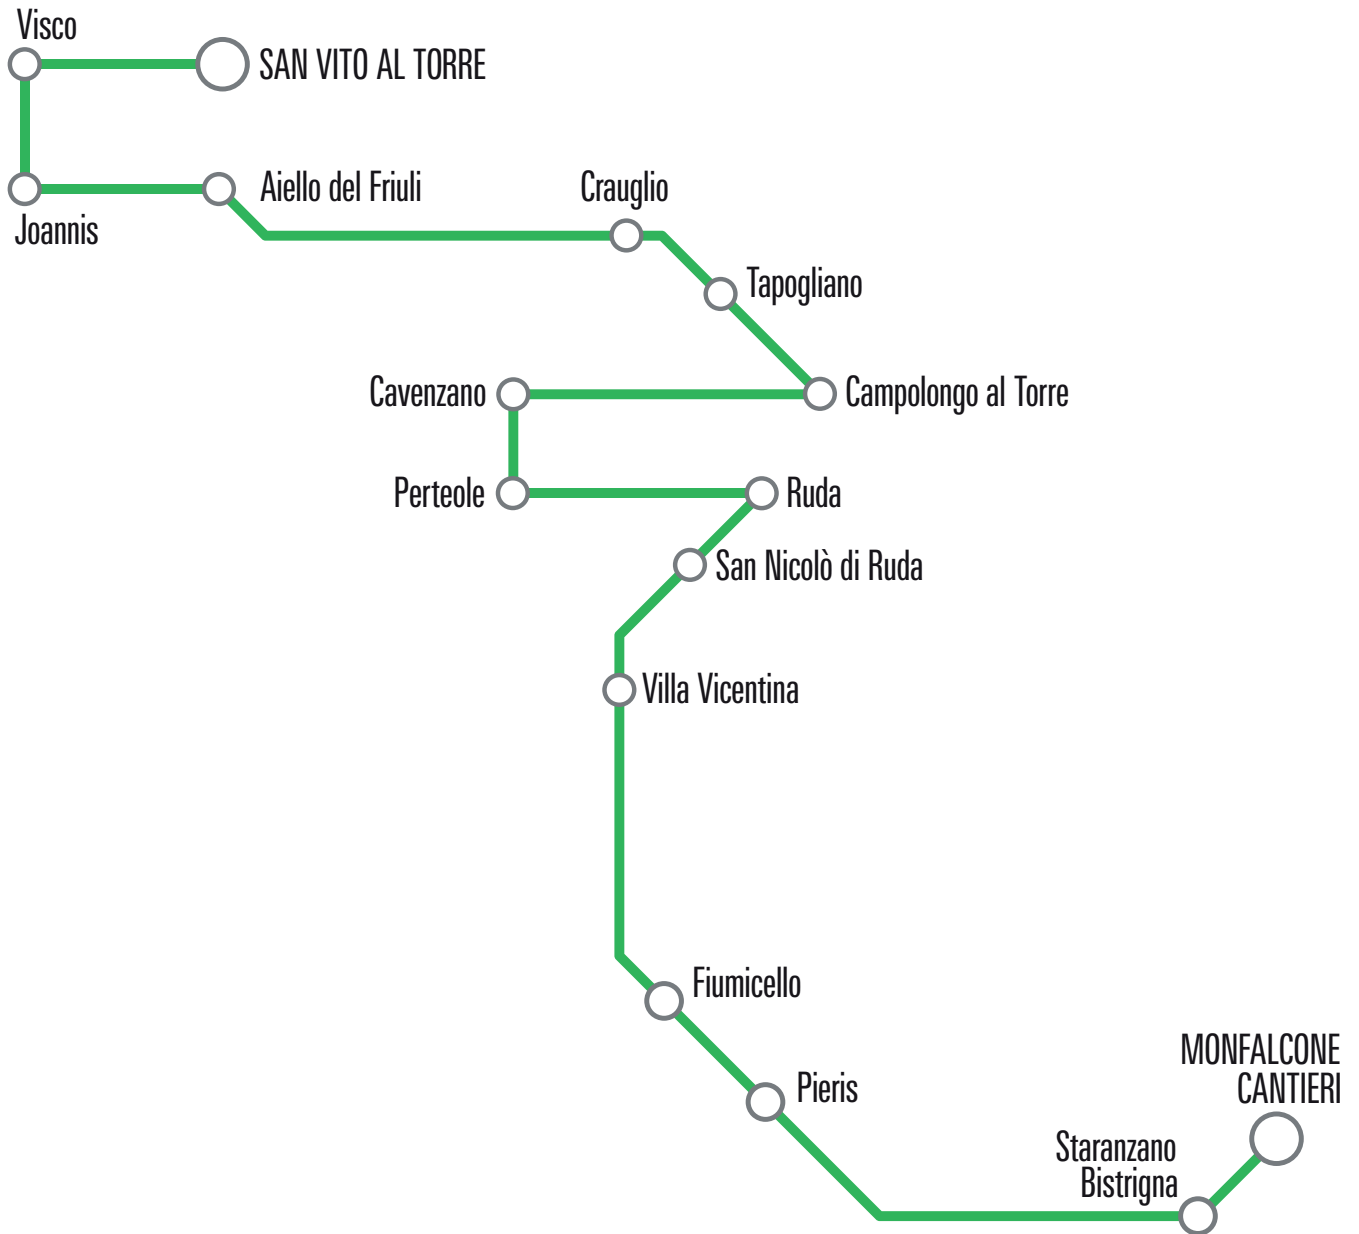 Visco
SAN VITO AL TORRE
Aiello del Friuli
Crauglio
Joannis
Tapogliano
Cavenzano
Campolongo al Torre
Perteole
Ruda
San Nicolò di Ruda
Villa Vicentina
Fiumicello
Pieris
MONFALCONE
CANTIERI
Staranzano
Bistrigna